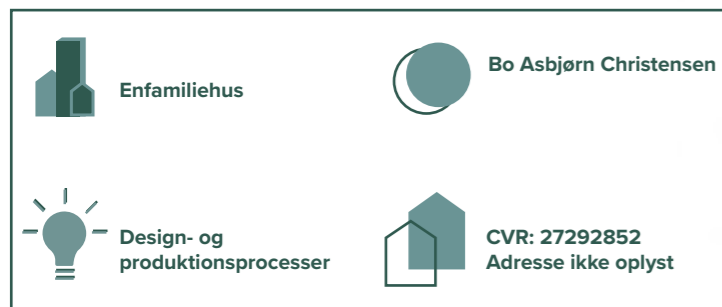 Enfamiliehus
Bo Asbjørn Christensen
Design- og
produktionsprocesser
CVR: 27292852
Adresse ikke oplyst